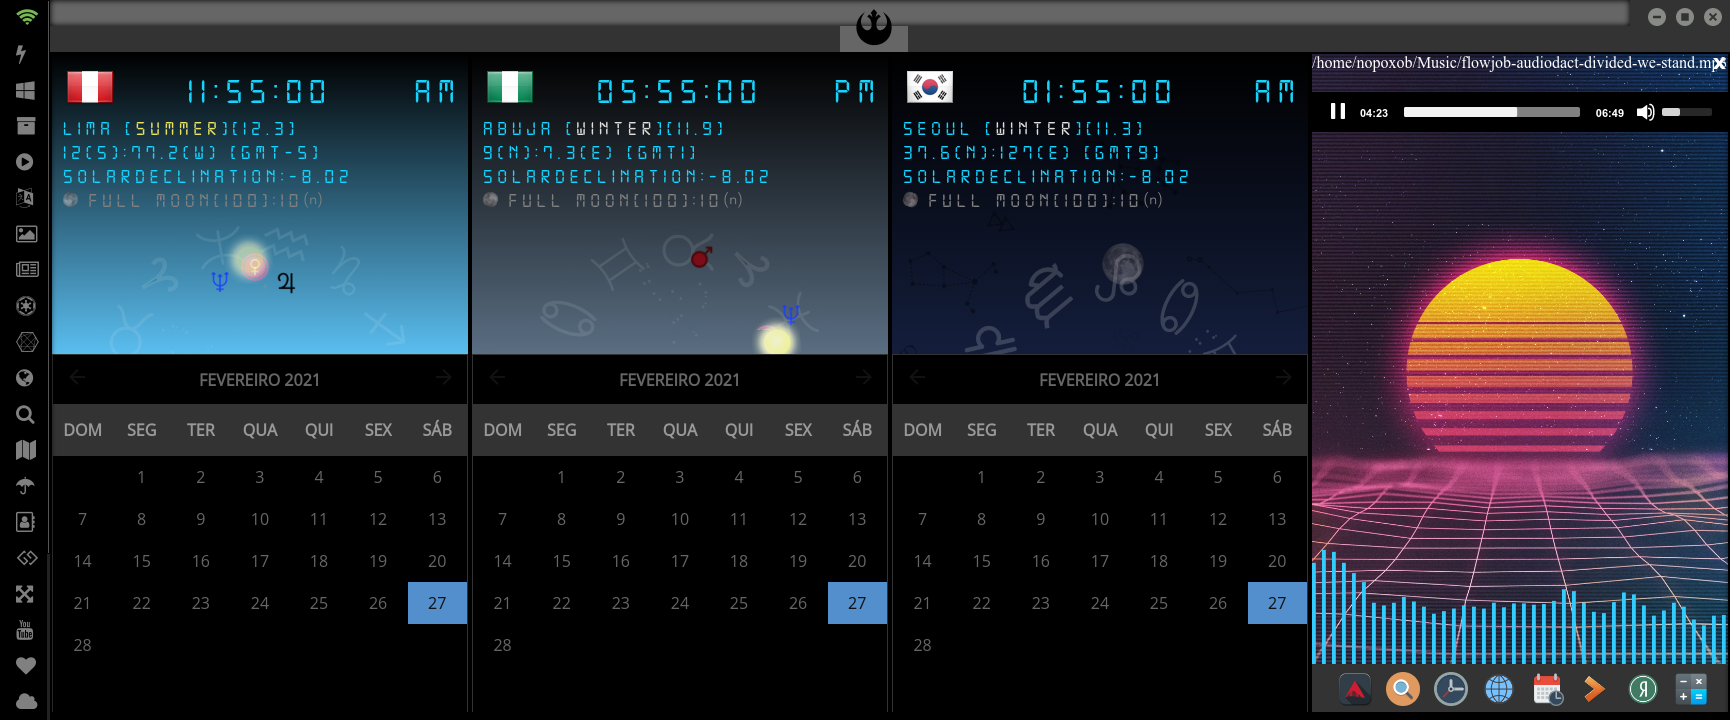 11:55:00 AM
LIMA [SUMMER][12.3]
12(S):77.2(W) [GMT-5]
SOLARDECLINATION:-8.02
FULL MOON[100]:10(n)
05:55:00 PM
ABUJA [WINTER][11.9]
9(N):7.3(E) [GMT1]
SOLARDECLINATION:-8.02
FULL MOON[100]:10(n)
01:55:00 AM
SEOUL [WINTER][11.3]
37.6(N):127(E) [GMT9]
SOLARDECLINATION:-8.02
FULL MOON[100]:10(n)
/home/nopoxob/Music/flowjob-audiodact-divided-we-stand.mp3
04:23 06:49
FEVEREIRO 2021
DOM SEG TER QUA QUI SEX SÁB
1 2 3 4 5 6
7 8 9 10 11 12 13
14 15 16 17 18 19 20
21 22 23 24 25 26 27
28
FEVEREIRO 2021
DOM SEG TER QUA QUI SEX SÁB
1 2 3 4 5 6
7 8 9 10 11 12 13
14 15 16 17 18 19 20
21 22 23 24 25 26 27
28
FEVEREIRO 2021
DOM SEG TER QUA QUI SEX SÁB
1 2 3 4 5 6
7 8 9 10 11 12 13
14 15 16 17 18 19 20
21 22 23 24 25 26 27
28
You
Tube
Я